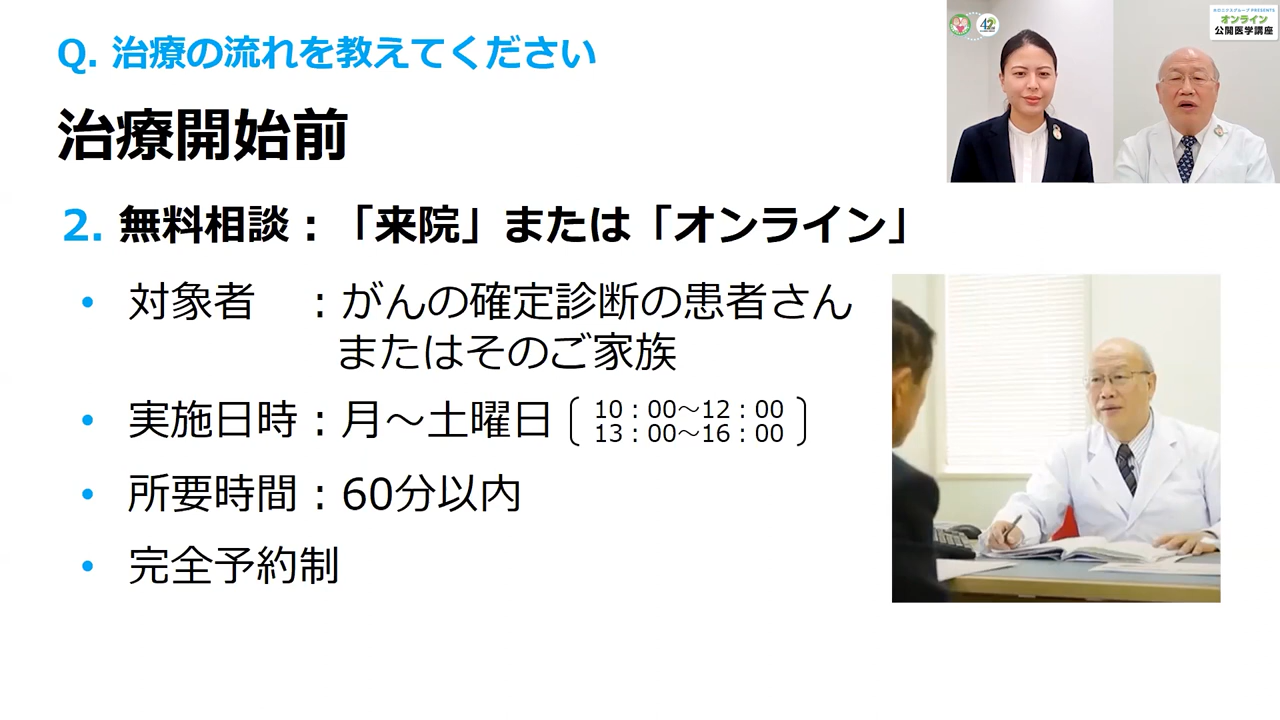 Q. 治療の流れを教えてください
治療開始前
2. 無料相談：「来院」または「オンライン」
• 対象者　：がんの確定診断の患者さん
またはそのご家族
• 実施日時：月～土曜日
10：00～12：00
13：00～16：00
• 所要時間：60分以内
• 完全予約制
42
PRESENTS
オンライン
公開医学講座